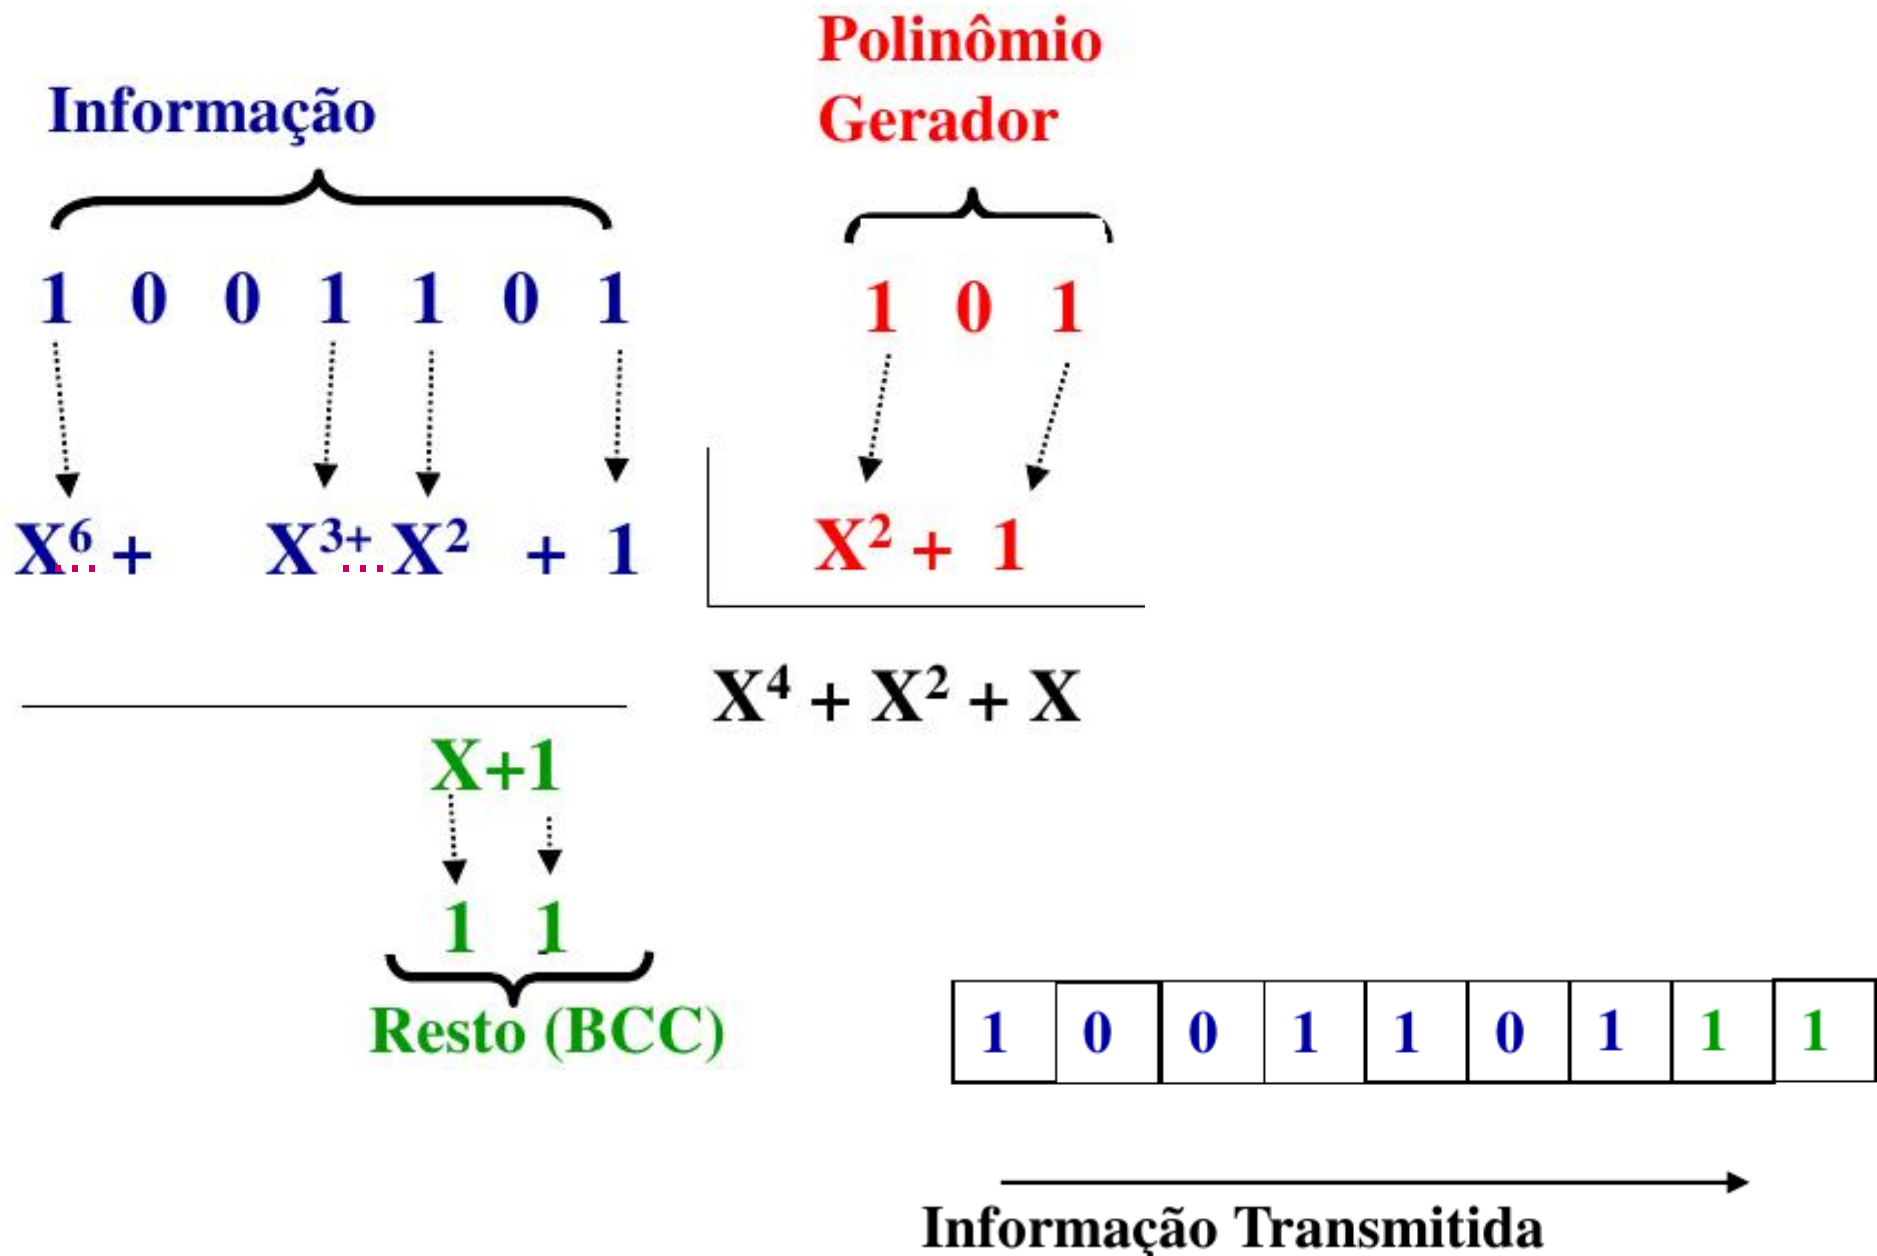 Polinômio
Gerador
Informação
1 0 0 1 1 0 1
1 0 1
X⁶ + X³⁺ X² + 1
X² + 1
X⁴ + X² + X
X+1
1 1
Resto (BCC)
1 0 0 1 1 0 1 1 1
Informação Transmitida